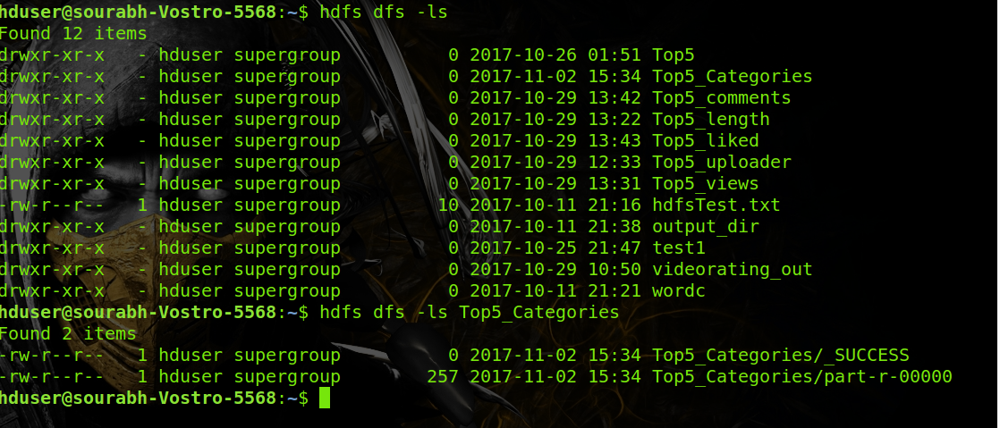 hduser@sourabh-Vostro-5568:~$ hdfs dfs -ls
Found 12 items
drwxr-xr-x   - hduser supergroup          0 2017-10-26 01:51 Top5
drwxr-xr-x   - hduser supergroup          0 2017-11-02 15:34 Top5_Categories
drwxr-xr-x   - hduser supergroup          0 2017-10-29 13:42 Top5_comments
drwxr-xr-x   - hduser supergroup          0 2017-10-29 13:22 Top5_length
drwxr-xr-x   - hduser supergroup          0 2017-10-29 13:43 Top5_liked
drwxr-xr-x   - hduser supergroup          0 2017-10-29 12:33 Top5_uploader
drwxr-xr-x   - hduser supergroup          0 2017-10-29 13:31 Top5_views
-rw-r--r--   1 hduser supergroup         10 2017-10-11 21:16 hdfsTest.txt
drwxr-xr-x   - hduser supergroup          0 2017-10-11 21:38 output_dir
drwxr-xr-x   - hduser supergroup          0 2017-10-25 21:47 test1
drwxr-xr-x   - hduser supergroup          0 2017-10-29 10:50 videorating_out
drwxr-xr-x   - hduser supergroup          0 2017-10-11 21:21 wordc
hduser@sourabh-Vostro-5568:~$ hdfs dfs -ls Top5_Categories
Found 2 items
-rw-r--r--   1 hduser supergroup          0 2017-11-02 15:34 Top5_Categories/_SUCCESS
-rw-r--r--   1 hduser supergroup        257 2017-11-02 15:34 Top5_Categories/part-r-00000
hduser@sourabh-Vostro-5568:~$